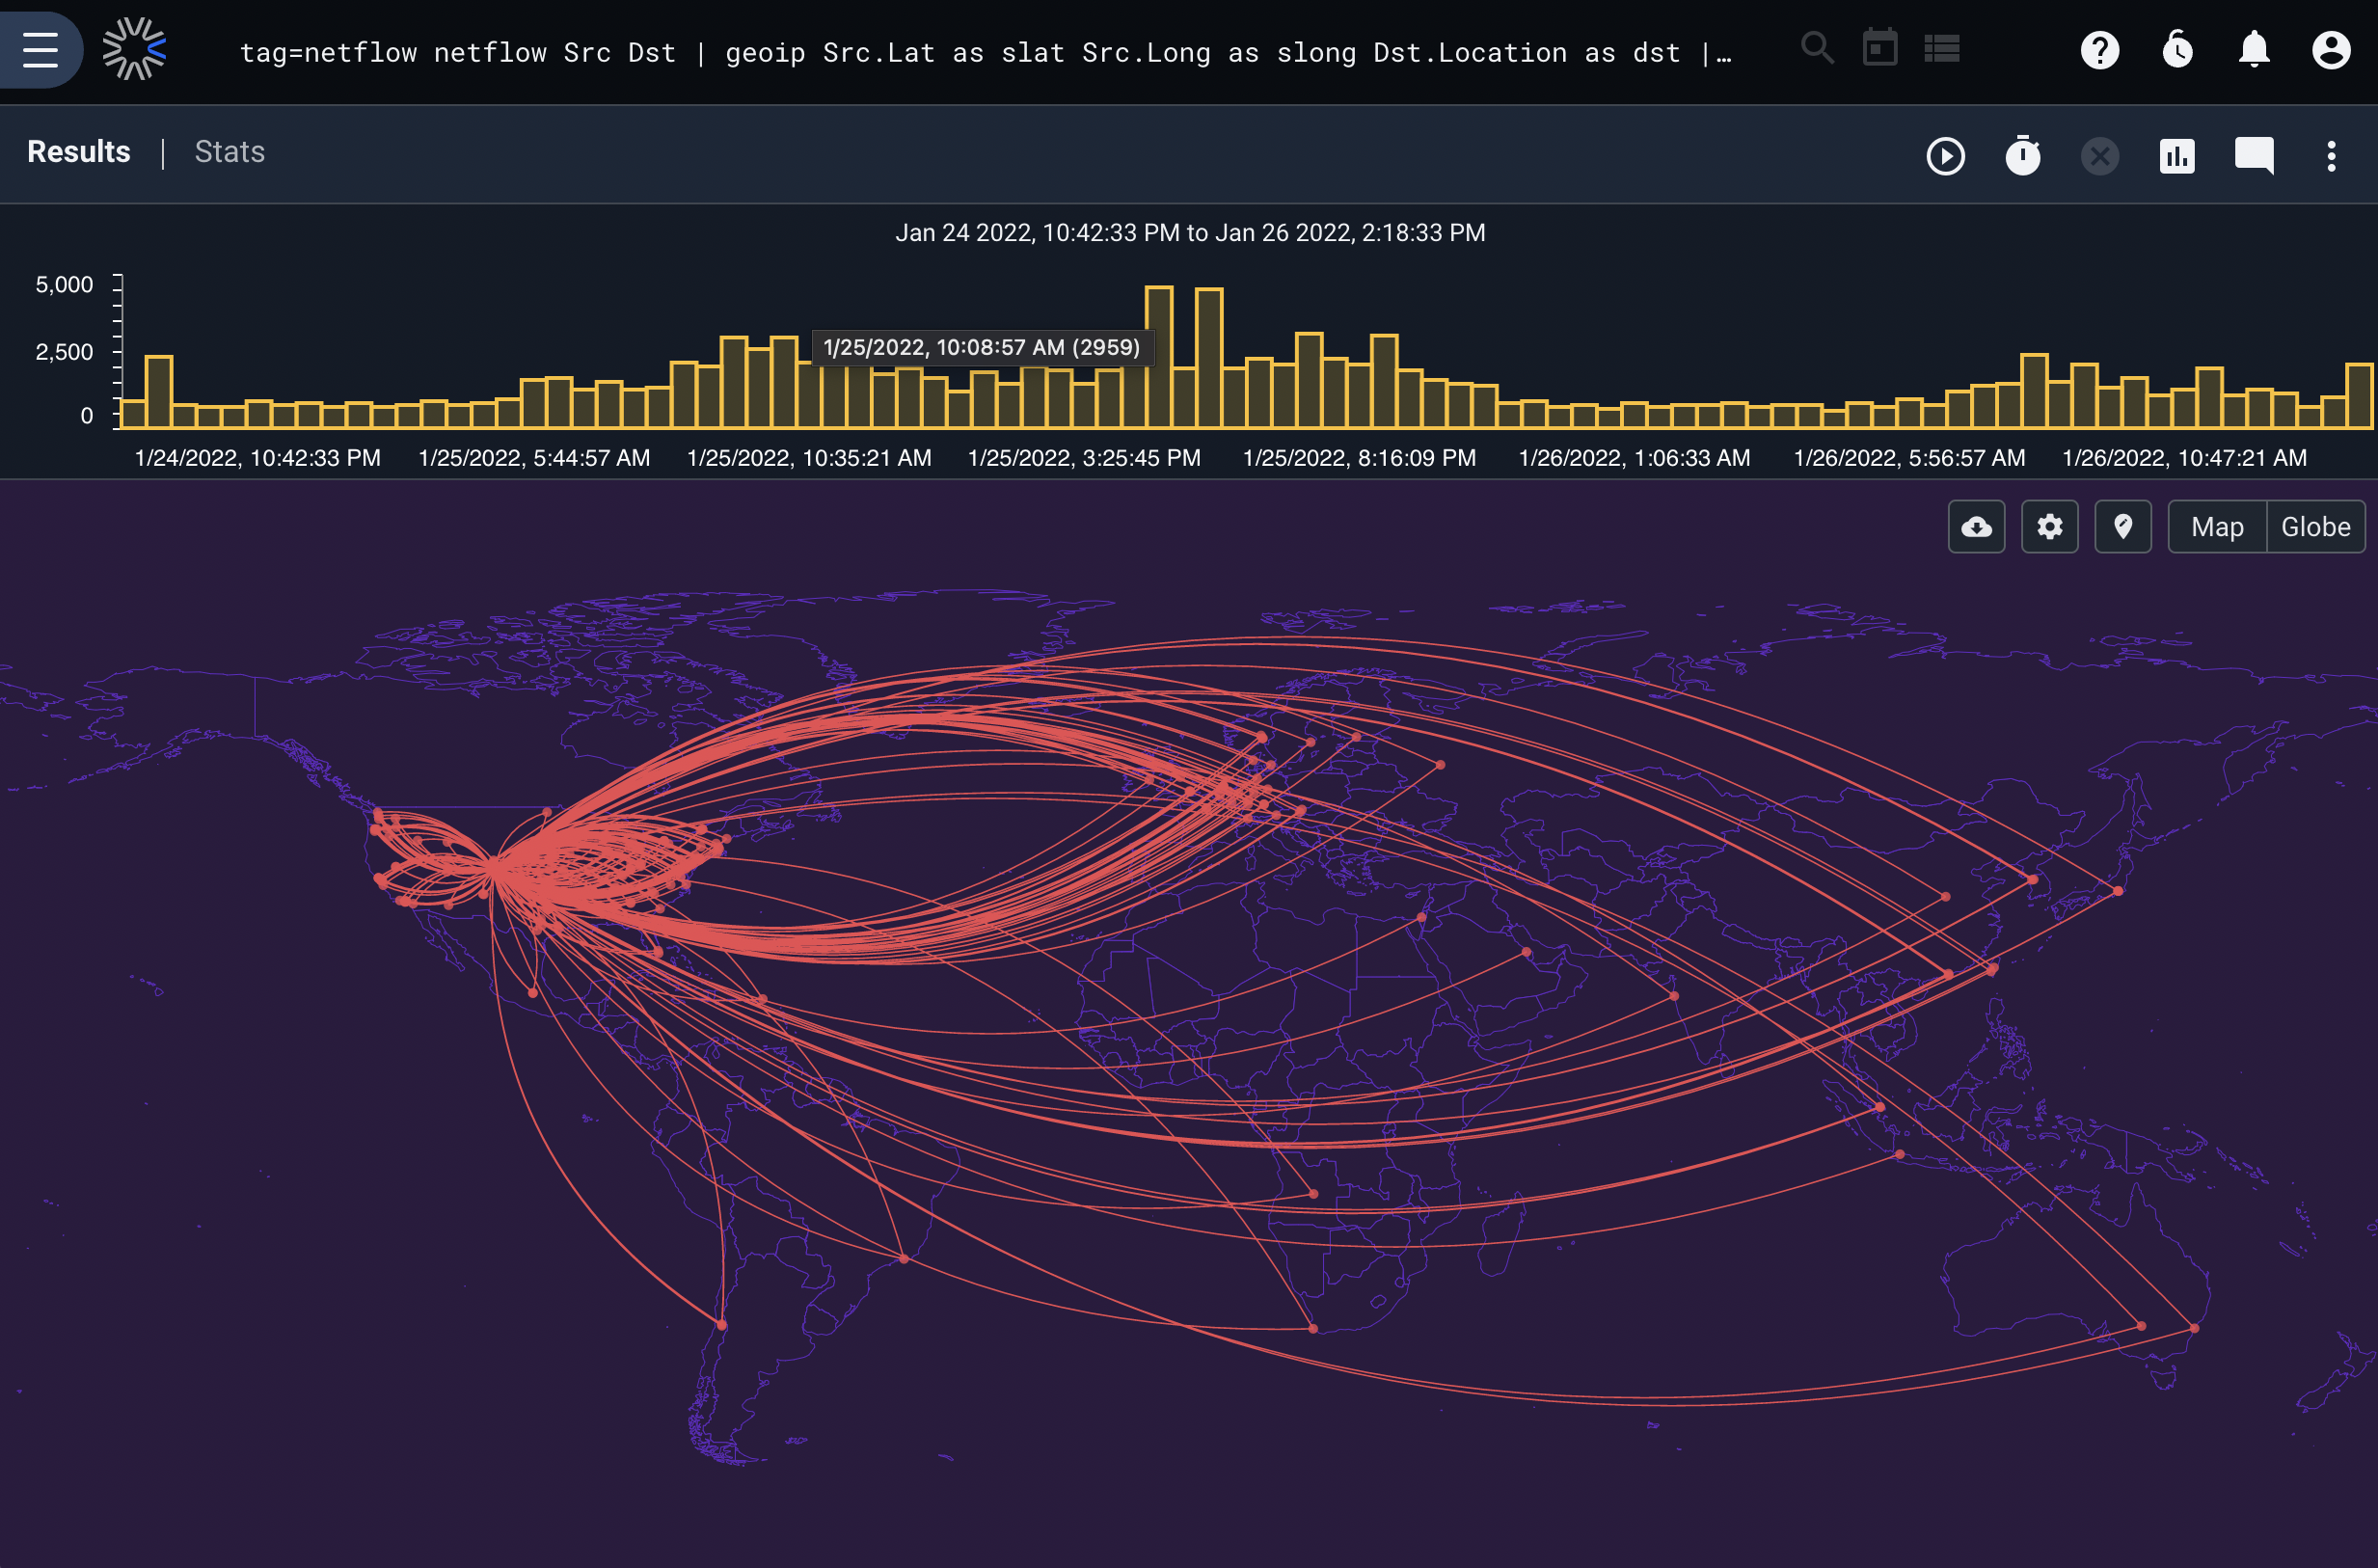 tag=netflow netflow Src Dst | geoip Src.Lat as slat Src.Long as slong Dst.Location as dst |…
Results | Stats
Jan 24 2022, 10:42:33 PM to Jan 26 2022, 2:18:33 PM
5,000
2,500
0
1/25/2022, 10:08:57 AM (2959)
1/24/2022, 10:42:33 PM 1/25/2022, 5:44:57 AM 1/25/2022, 10:35:21 AM 1/25/2022, 3:25:45 PM 1/25/2022, 8:16:09 PM 1/26/2022, 1:06:33 AM 1/26/2022, 5:56:57 AM 1/26/2022, 10:47:21 AM
Map Globe